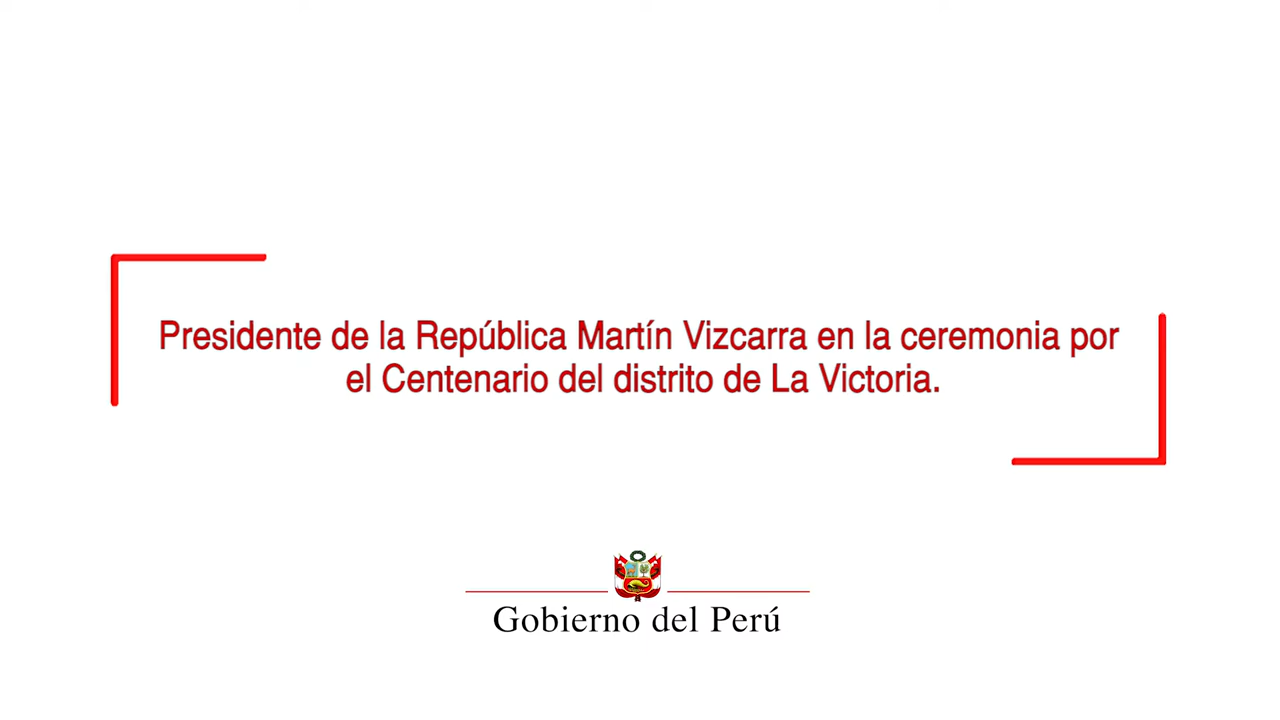 Presidente de la República Martín Vizcarra en la ceremonia por
el Centenario del distrito de La Victoria.
Gobierno del Perú